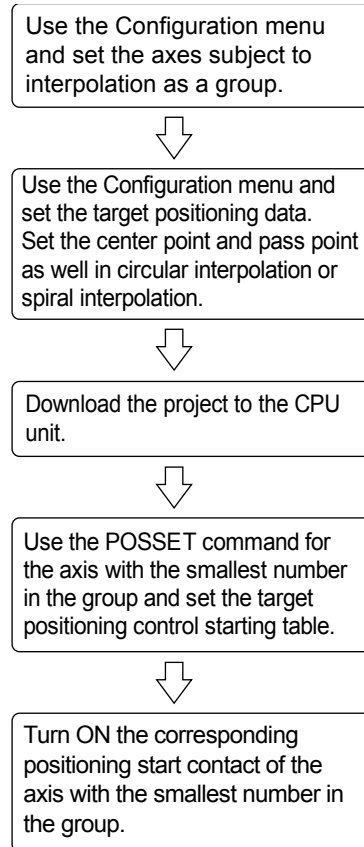 Use the Configuration menu
and set the axes subject to
interpolation as a group.
Use the Configuration menu and
set the target positioning data.
Set the center point and pass point
as well in circular interpolation or
spiral interpolation.
Download the project to the CPU
unit.
Use the POSSET command for
the axis with the smallest number
in the group and set the target
positioning control starting table.
Turn ON the corresponding
positioning start contact of the
axis with the smallest number in
the group.